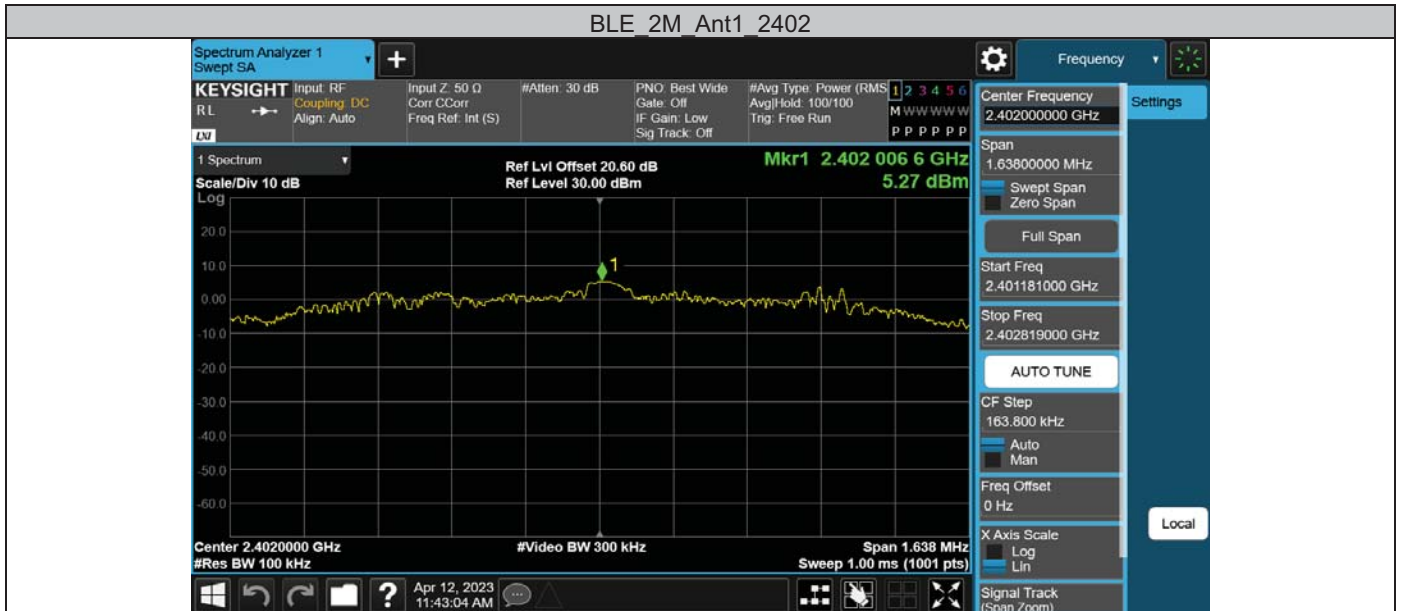 BLE_2M_Ant1_2402
Spectrum Analyzer 1
Swept SA
+
Frequency
KEYSIGHT
RL
LXI
Input: RF
Coupling: DC
Align: Auto
Input Z: 50 Ω
Corr CCorr
Freq Ref: Int (S)
#Atten: 30 dB
PNO: Best Wide
Gate: Off
IF Gain: Low
Sig Track: Off
#Avg Type: Power (RMS
Avg|Hold: 100/100
Trig: Free Run
1 2 3 4 5 6
M W W W W W
P P P P P P
1 Spectrum
Scale/Div 10 dB
Log
Ref Lvl Offset 20.60 dB
Ref Level 30.00 dBm
Mkr1 2.402 006 6 GHz
5.27 dBm
20.0
10.0
0.00
-10.0
-20.0
-30.0
-40.0
-50.0
-60.0
1
Center 2.4020000 GHz
#Res BW 100 kHz
#Video BW 300 kHz
Span 1.638 MHz
Sweep 1.00 ms (1001 pts)
Center Frequency
2.402000000 GHz
Span
1.63800000 MHz
Swept Span
Zero Span
Full Span
Start Freq
2.401181000 GHz
Stop Freq
2.402819000 GHz
AUTO TUNE
CF Step
163.800 kHz
Auto
Man
Freq Offset
0 Hz
X Axis Scale
Log
Lin
Signal Track
(Span Zoom)
Settings
Local
?
Apr 12, 2023
11:43:04 AM